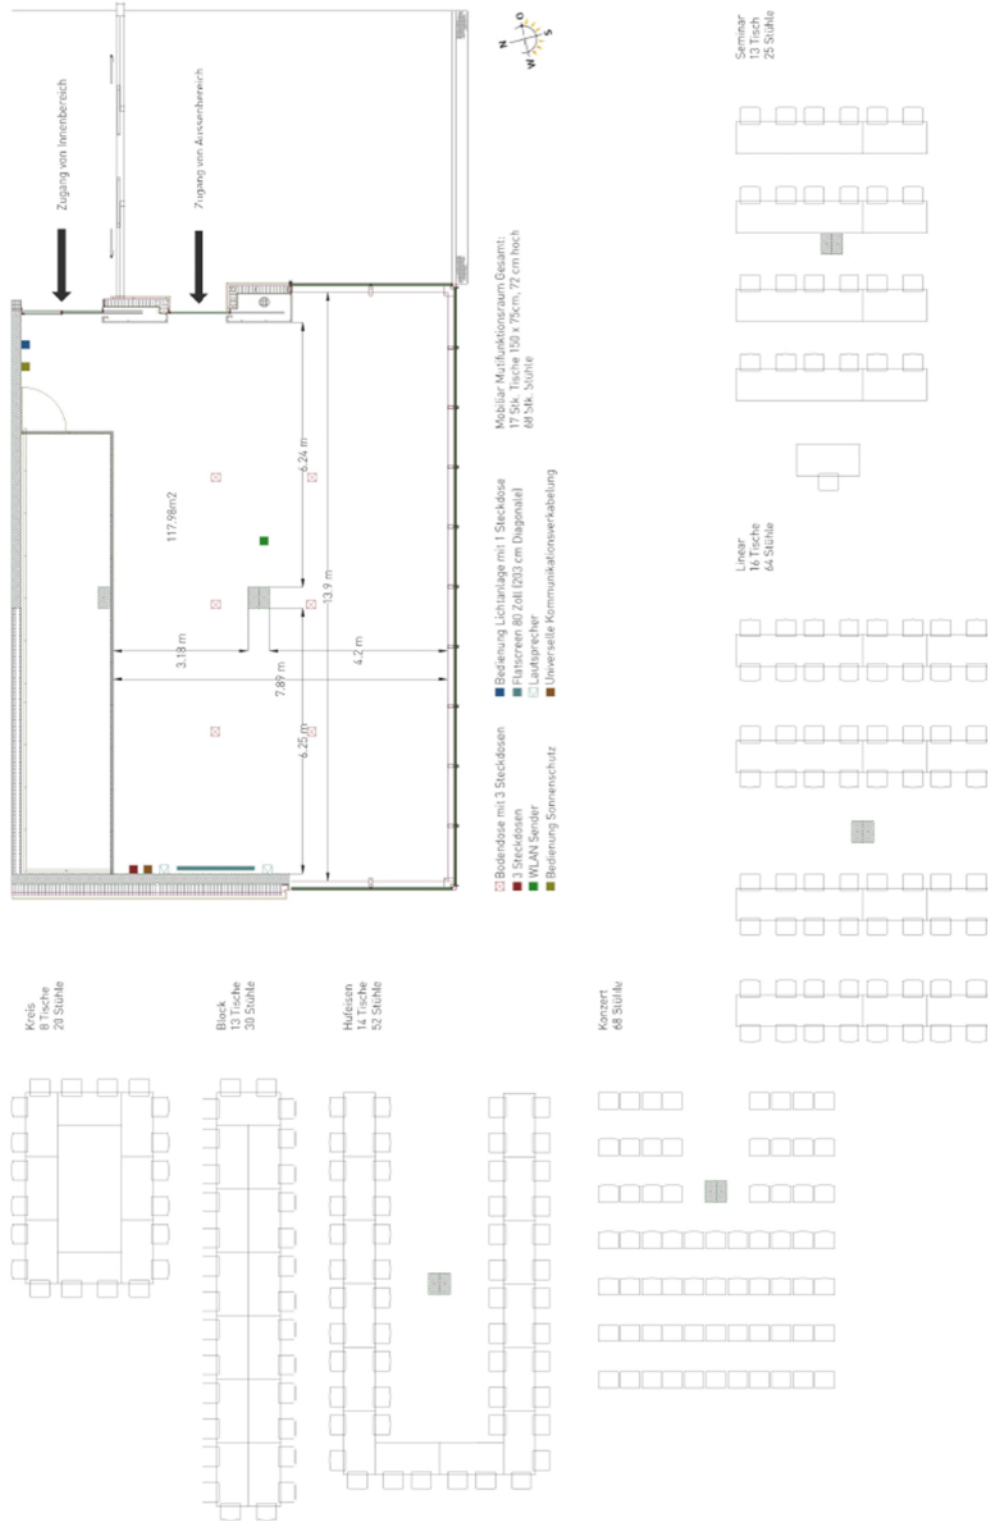 Zugang von Innenbereich
Zugang von Aussenbereich
N
O
S
W
117.98m2
6.24 m
13.9 m
3.18 m
7.89 m
4.2 m
6.25 m
Mobiliar Mutifunktionsraum Gesamt:
17 Stk. Tische 150 x 75cm, 72 cm hoch
68 Stk. Stühle
Bodendose mit 3 Steckdosen
3 Steckdosen
WLAN Sender
Bedienung Sonnenschutz
Bedienung Lichtanlage mit 1 Steckdose
Flatscreen 80 Zoll (203 cm Diagonale)
Lautsprecher
Universelle Kommunikationsverkabelung
Kreis
8 Tische
20 Stühle
Block
13 Tische
30 Stühle
Hufeisen
14 Tische
52 Stühle
Konzert
68 Stühle
Linear
16 Tische
64 Stühle
Seminar
13 Tisch
25 Stühle